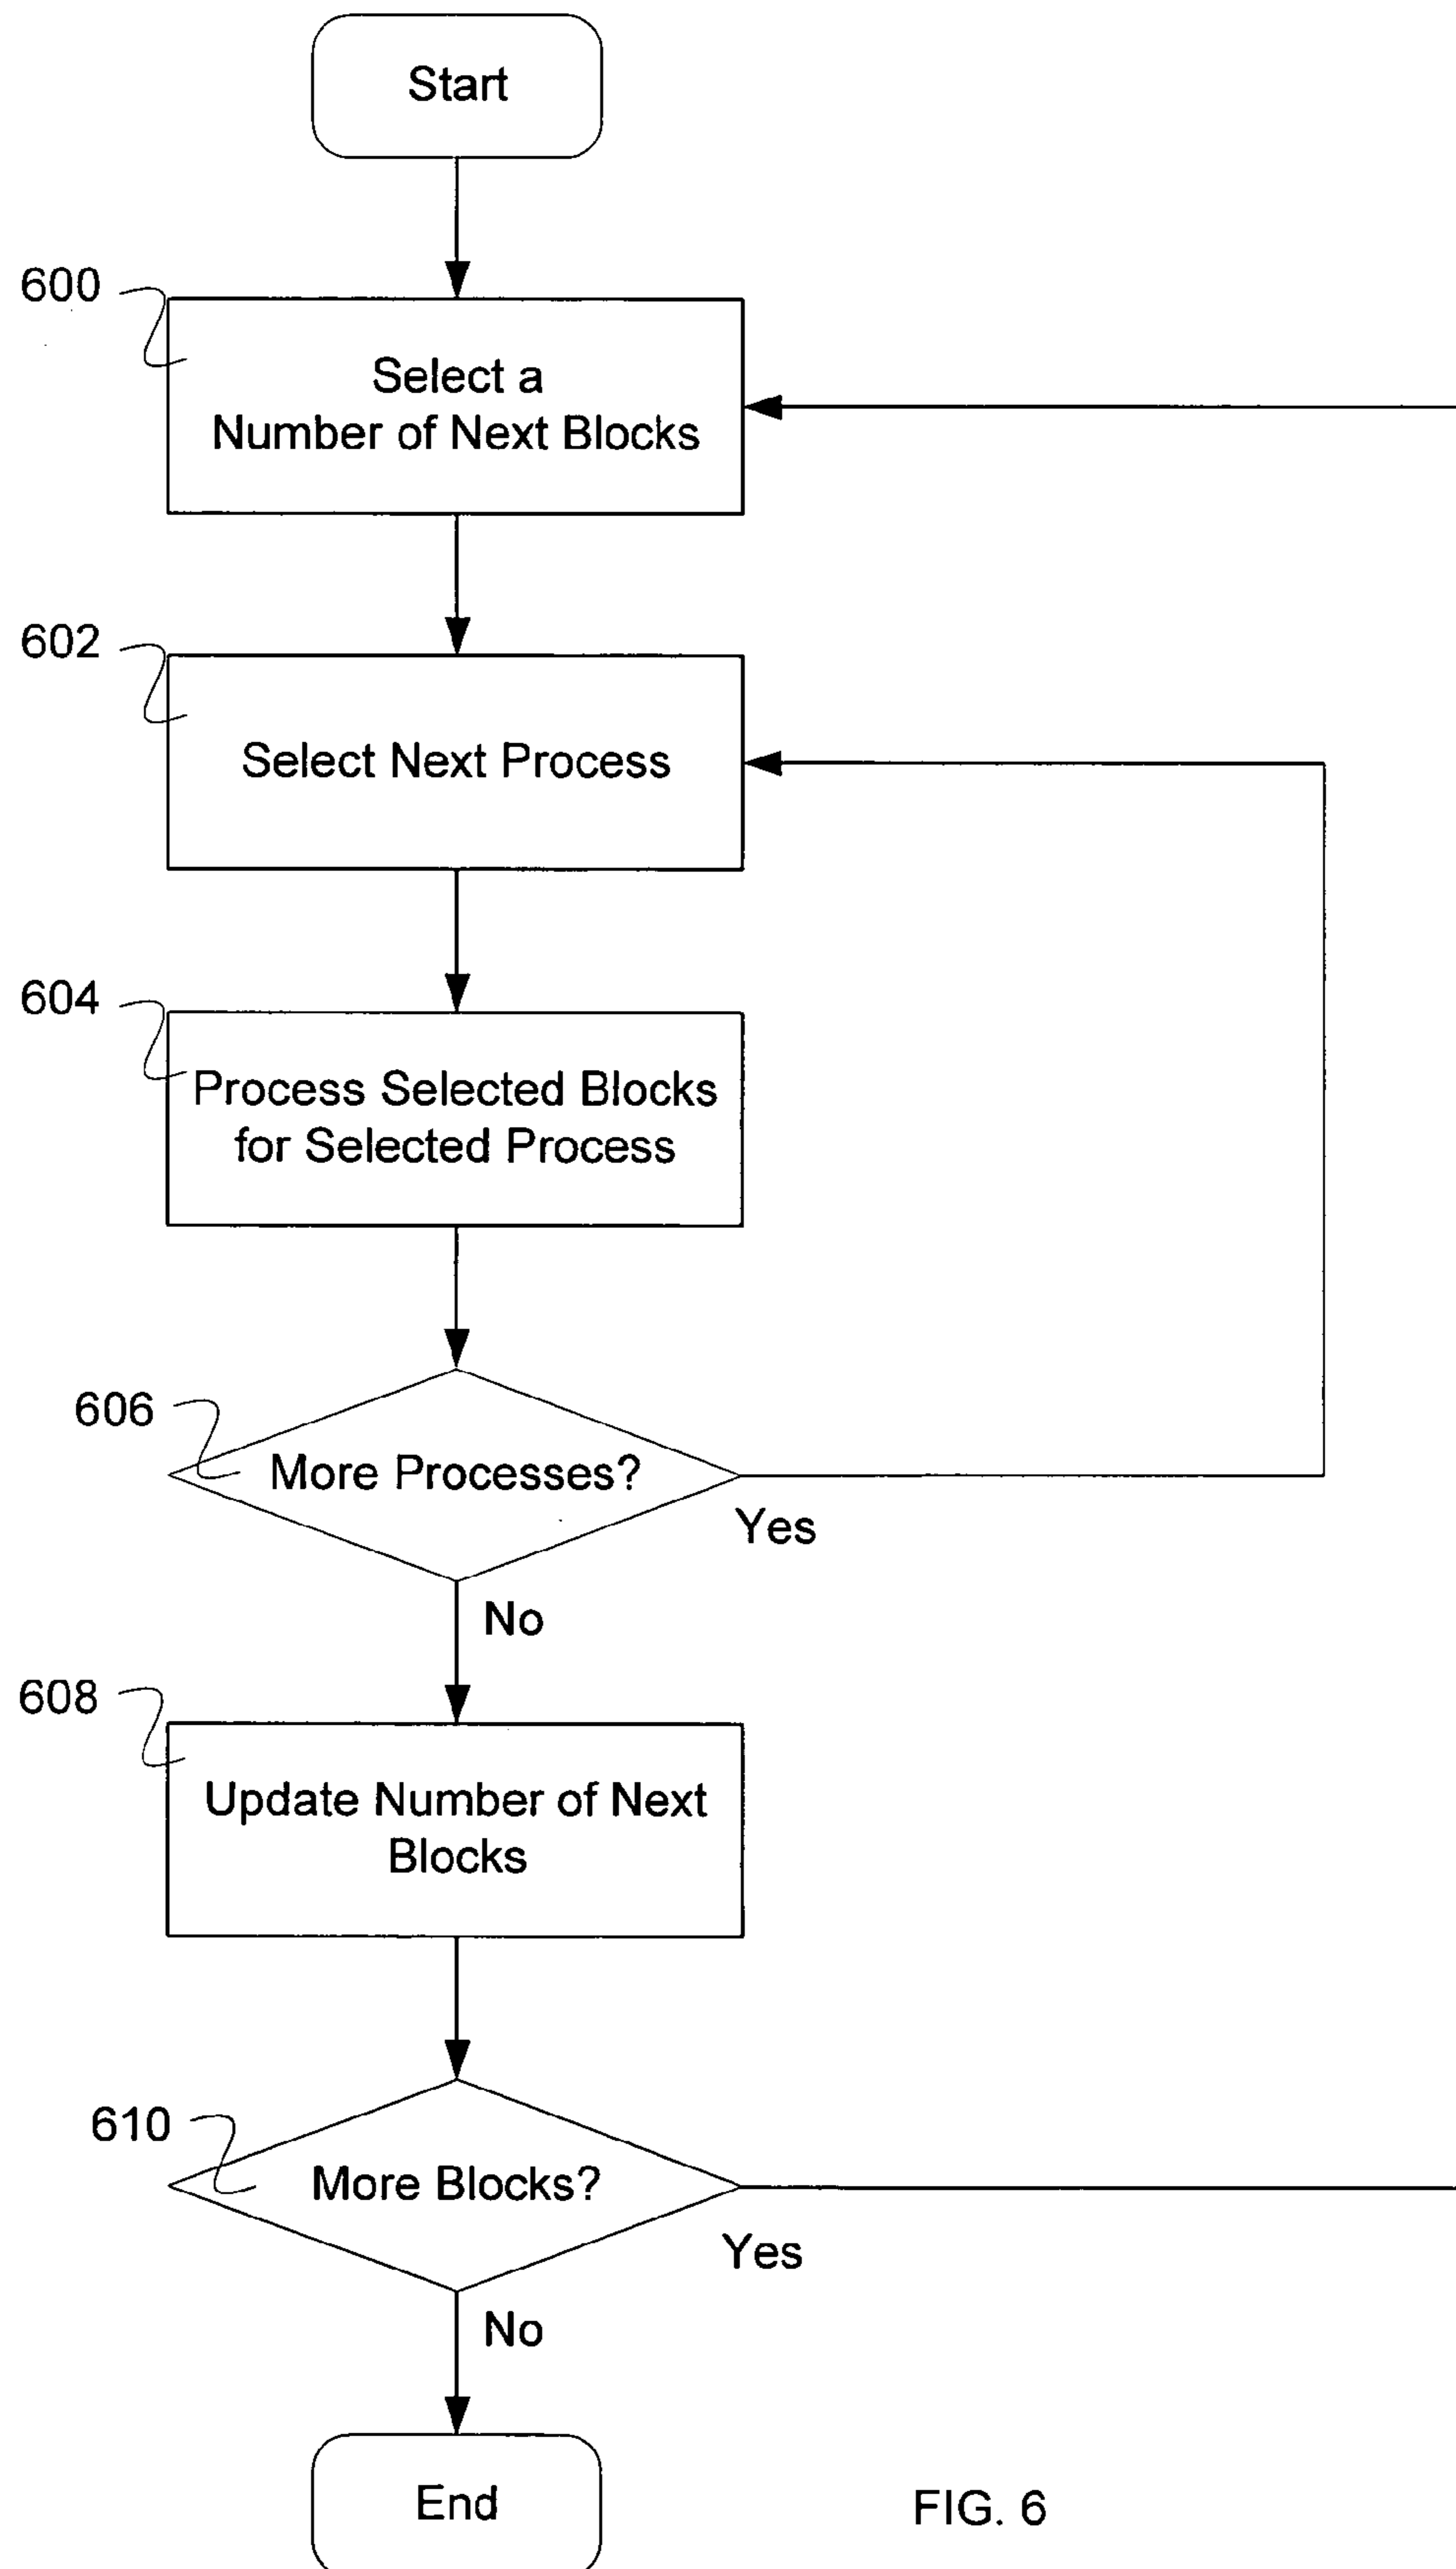 Start
600
Select a
Number of Next Blocks
602
Select Next Process
604
Process Selected Blocks
for Selected Process
606
More Processes?
Yes
No
608
Update Number of Next
Blocks
610
More Blocks?
Yes
No
End
FIG. 6